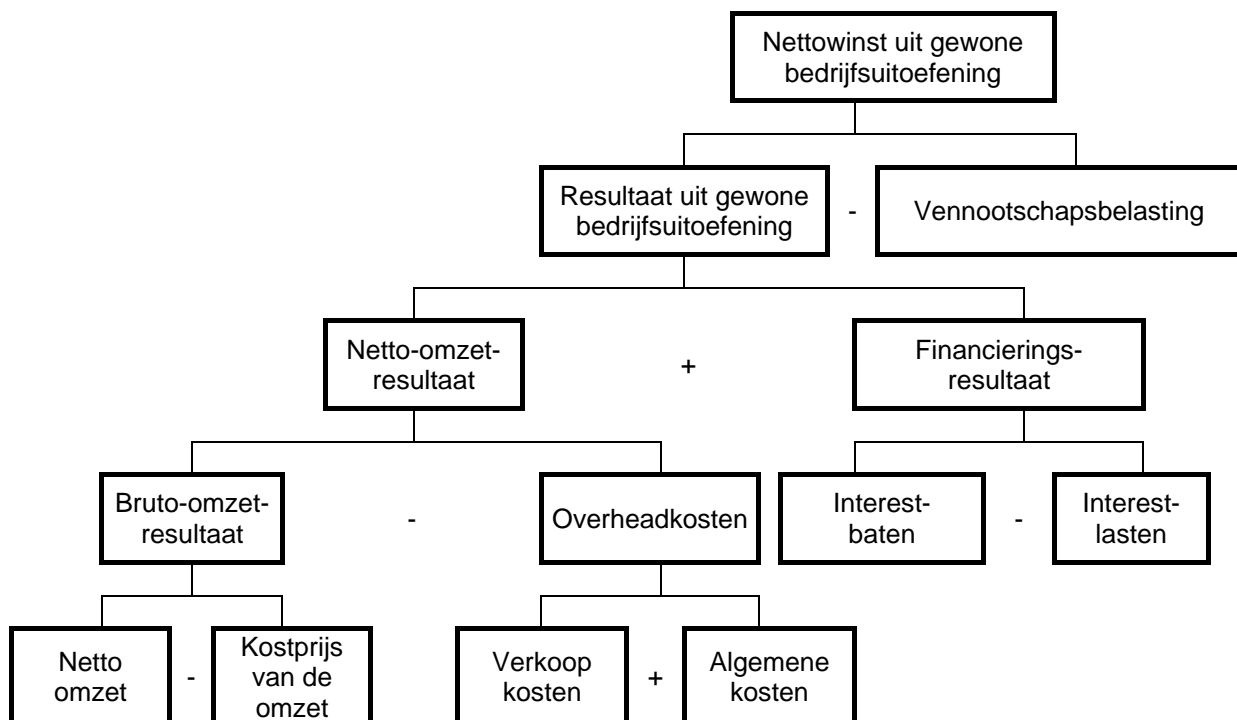 Nettowinst uit gewone
bedrijfsuitoefening
Resultaat uit gewone
bedrijfsuitoefening
-
Vennootschapsbelasting
Netto-omzet-
resultaat
+
Financierings-
resultaat
Bruto-omzet-
resultaat
-
Overheadkosten
Interest-
baten
-
Interest-
lasten
Netto
omzet
-
Kostprijs
van de
omzet
Verkoop
kosten
+
Algemene
kosten